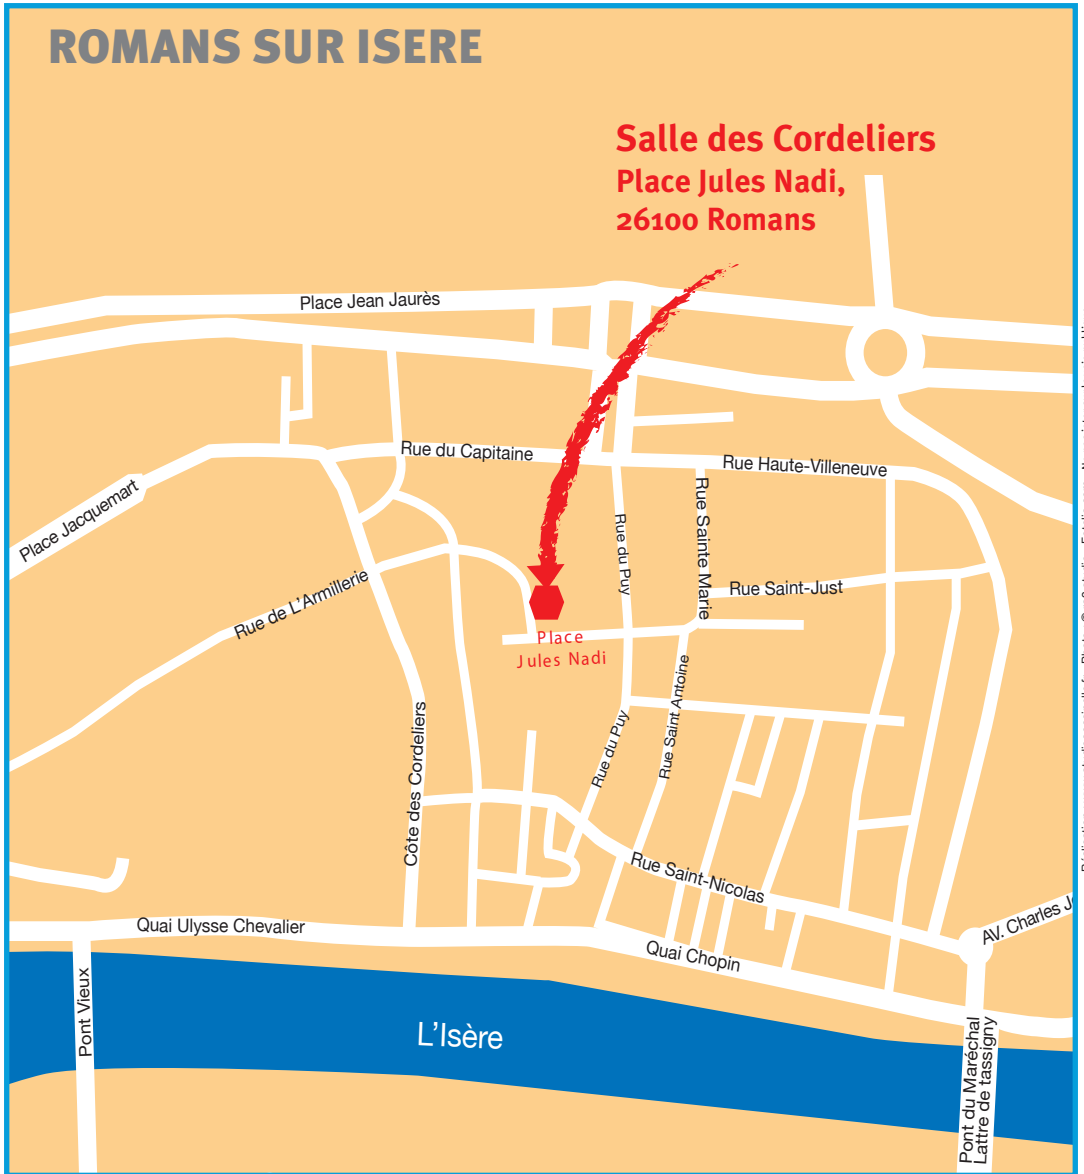 ROMANS SUR ISERE
Salle des Cordeliers
Place Jules Nadi,
26100 Romans
Place Jean Jaurès
Rue du Capitaine
Rue Haute-Villeneuve
Place Jacquemart
Rue Sainte Marie
Rue du Puy
Rue de L'Armillerie
Rue Saint-Just
Place
Jules Nadi
Rue Saint Antoine
Rue du Puy
Côte des Cordeliers
Rue Saint-Nicolas
Quai Ulysse Chevalier
Quai Chopin
AV. Charles J
Pont Vieux
L'Isère
Pont du Maréchal
Lattre de tassigny